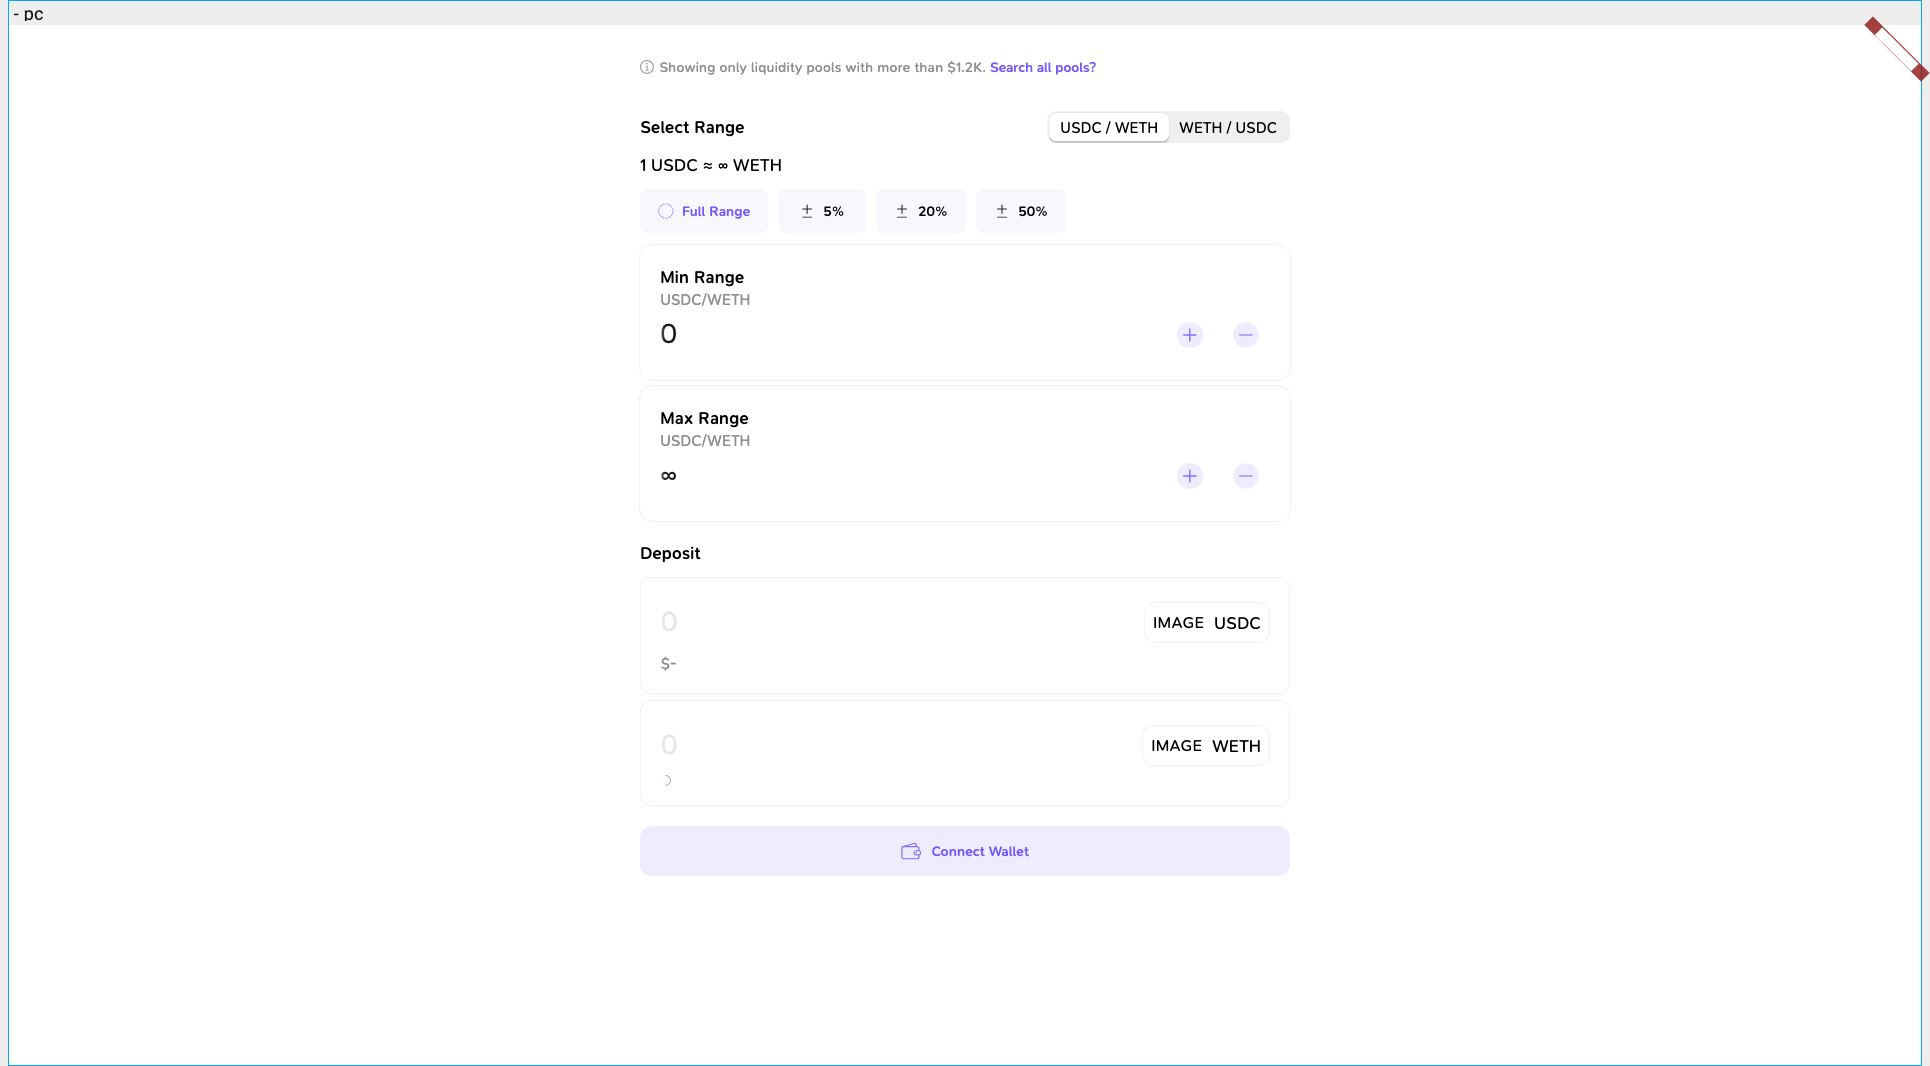 - pc
Showing only liquidity pools with more than $1.2K. Search all pools?
Select Range
USDC / WETH
WETH / USDC
1 USDC ≈ ∞ WETH
Full Range
± 5%
± 20%
± 50%
Min Range
USDC/WETH
0
Max Range
USDC/WETH
∞
Deposit
0
IMAGE USDC
$-
0
IMAGE WETH
Connect Wallet